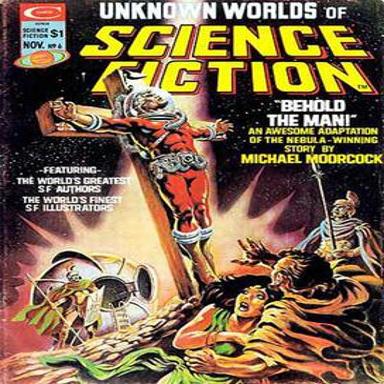 UNKNOWN WORLDS OF
SCIENCE
FICTION
SCIENCE FICTION
$1
NOV. No 6
"BEHOLD
THE MAN!"
AN AWESOME ADAPTATION
OF THE NEBULA-WINNING
STORY BY
MICHAEL MOORCOCK
-FEATURING-
THE WORLD'S GREATEST
SF AUTHORS
THE WORLD'S FINEST
SF ILLUSTRATORS